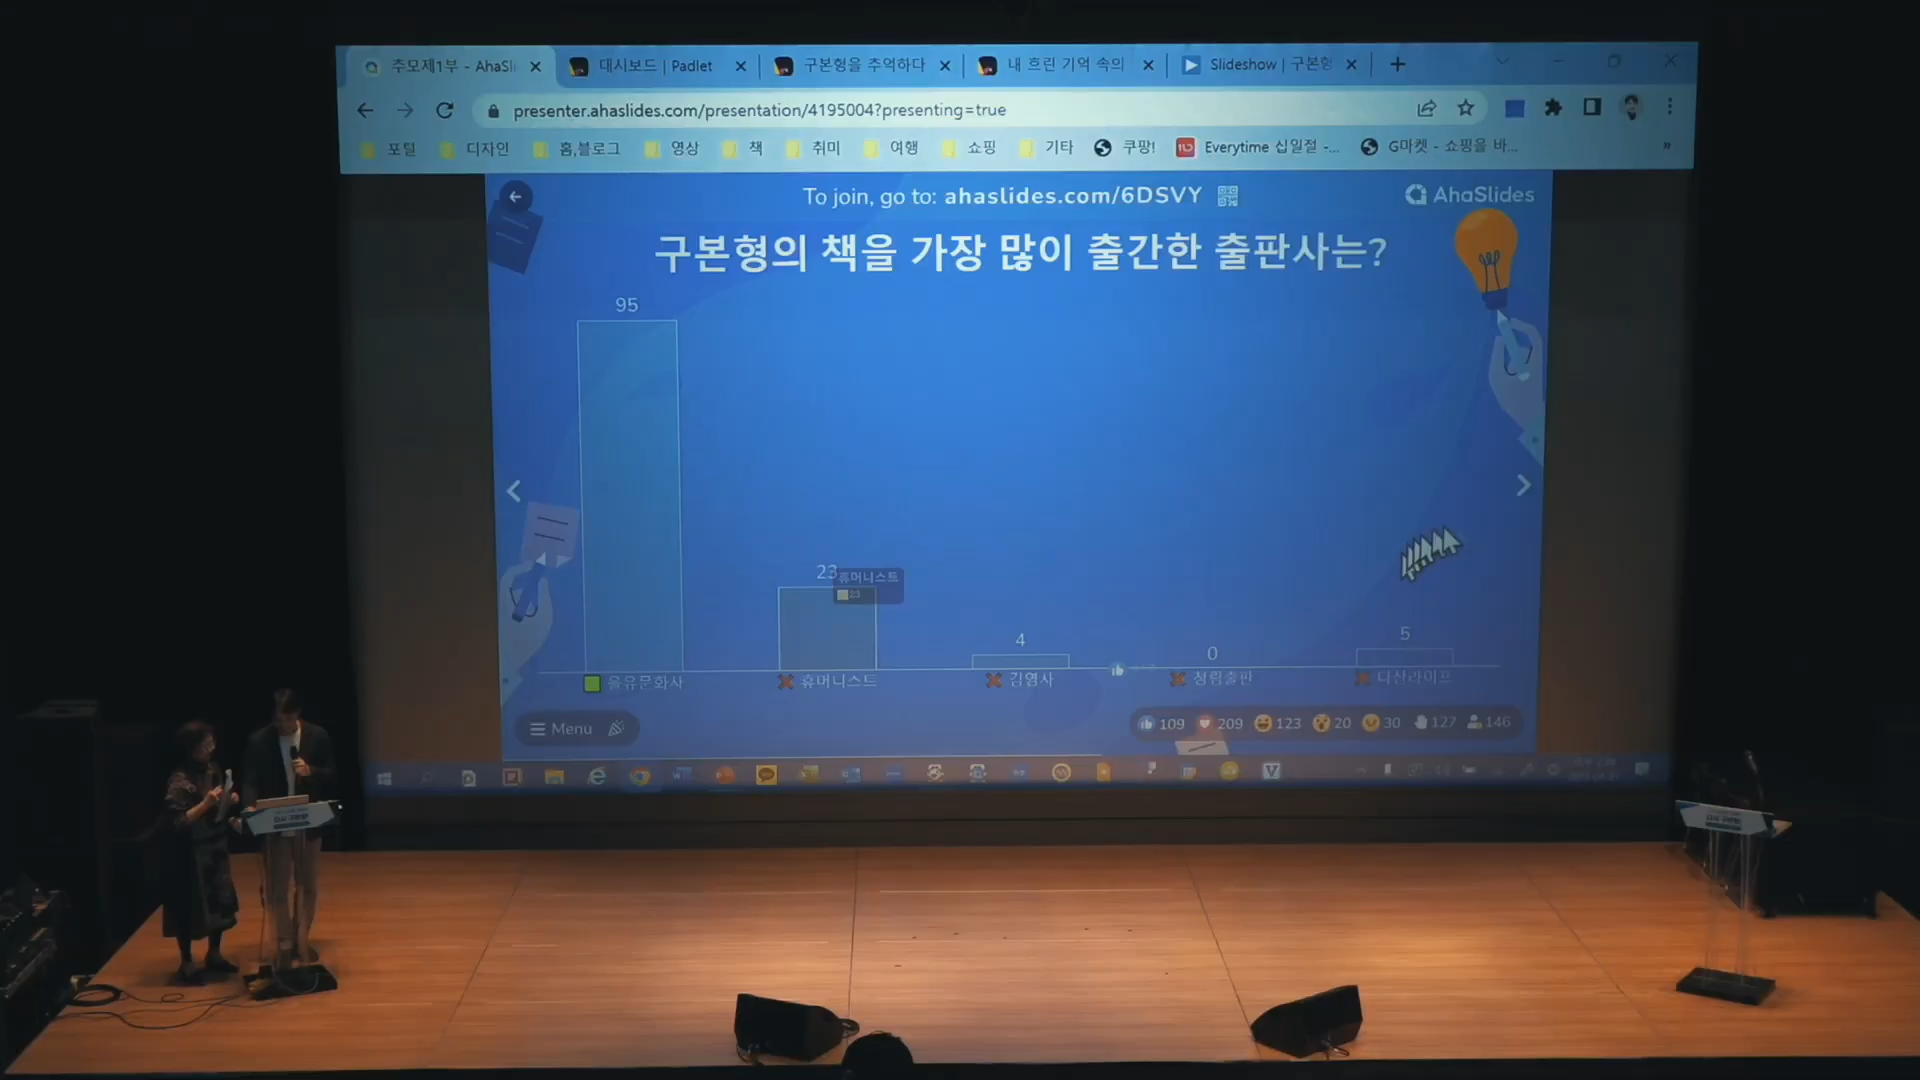 추모제1부 - AhaSli
대시보드 | Padlet
구본형을 추억하다
내 흐린 기억 속의
Slideshow | 구본형
presenter.ahaslides.com/presentation/4195004?presenting=true
포털 디자인 홈,블로그 영상 책 취미 여행 쇼핑 기타 쿠팡! Everytime 십일절 -... G마켓 - 쇼핑을 바... »
To join, go to: ahaslides.com/6DSVY
AhaSlides
구본형의 책을 가장 많이 출간한 출판사는?
95
23
휴머니스트
23
4
0
5
을유문화사 휴머니스트 김영사 청림출판 다산라이프
Menu
109 209 123 20 30 127 146